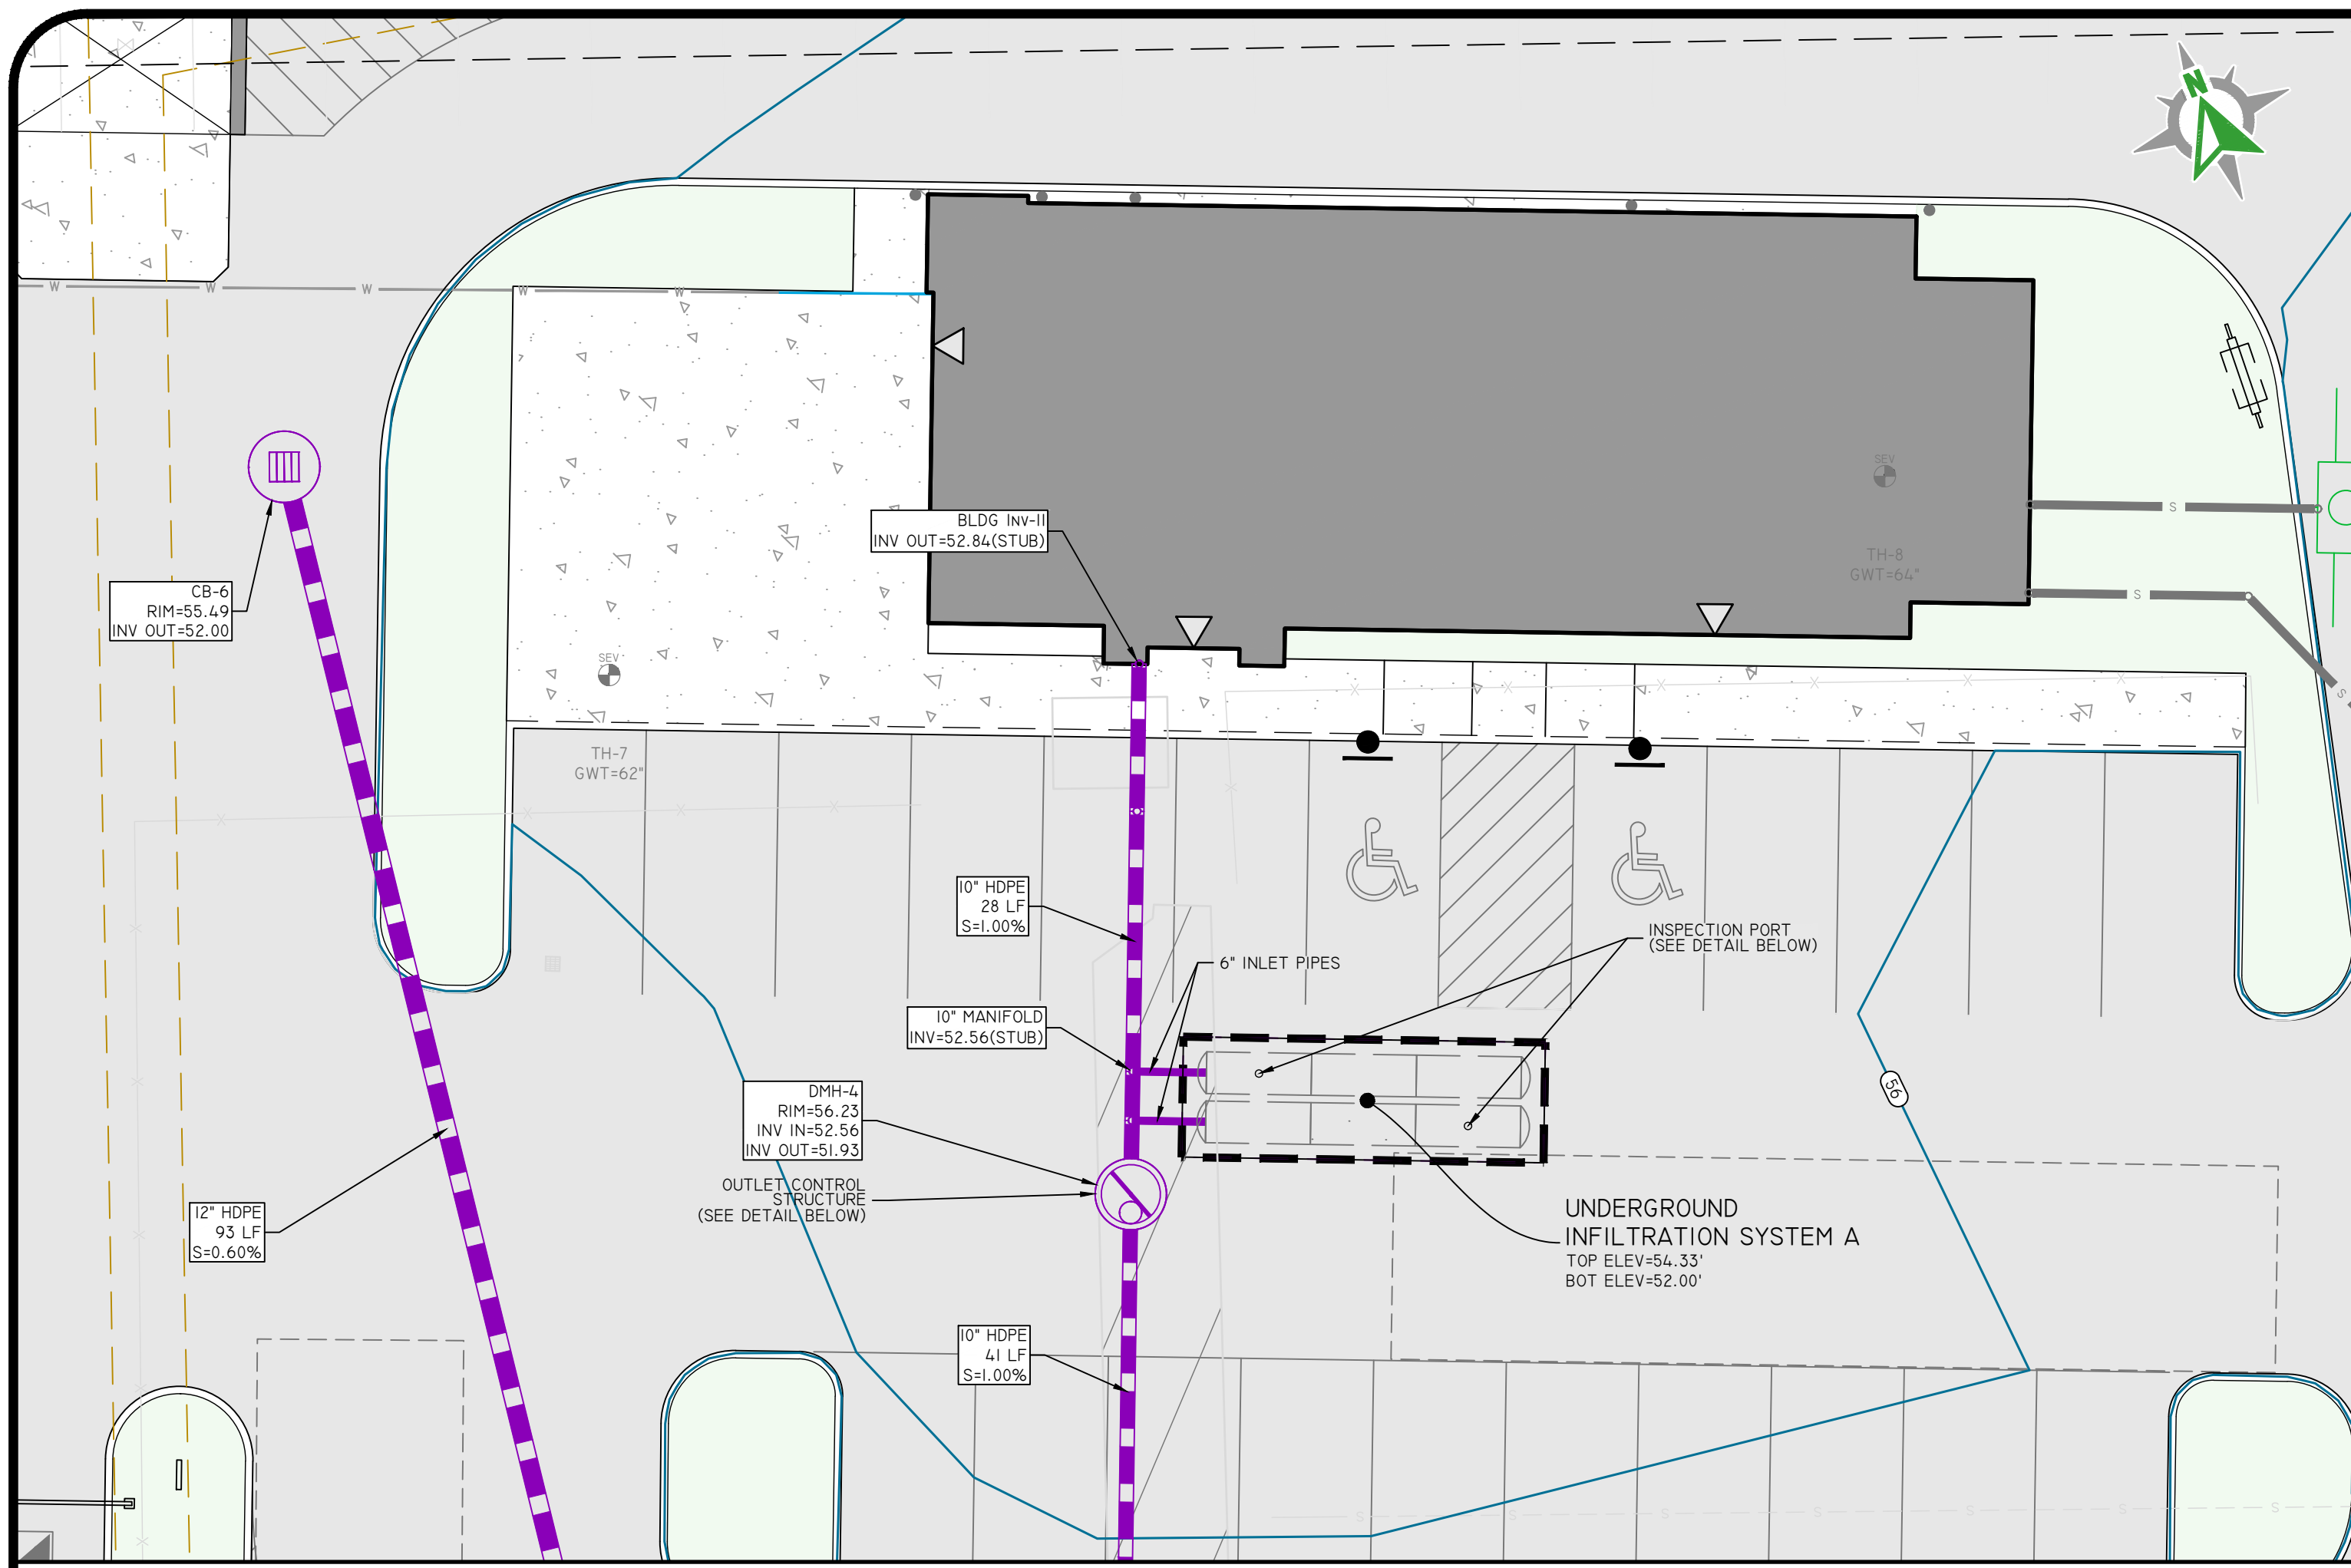 N
W W W W W
SEV
S
BLDG Inv-11
INV OUT=52.84(STUB)
TH-8
GWT=64"
CB-6
RIM=55.49
INV OUT=52.00
S
SEV
S
X X X X X X
TH-7
GWT=62"
X
X X X X X
10" HDPE
28 LF
S=1.00%
X
INSPECTION PORT
(SEE DETAIL BELOW)
6" INLET PIPES
10" MANIFOLD
INV=52.56(STUB)
X
56
DMH-4
RIM=56.23
INV IN=52.56
INV OUT=51.93
OUTLET CONTROL
STRUCTURE
(SEE DETAIL BELOW)
12" HDPE
93 LF
S=0.60%
X
UNDERGROUND
INFILTRATION SYSTEM A
TOP ELEV=54.33'
BOT ELEV=52.00'
10" HDPE
41 LF
S=1.00%
X
S S S S S S S
X